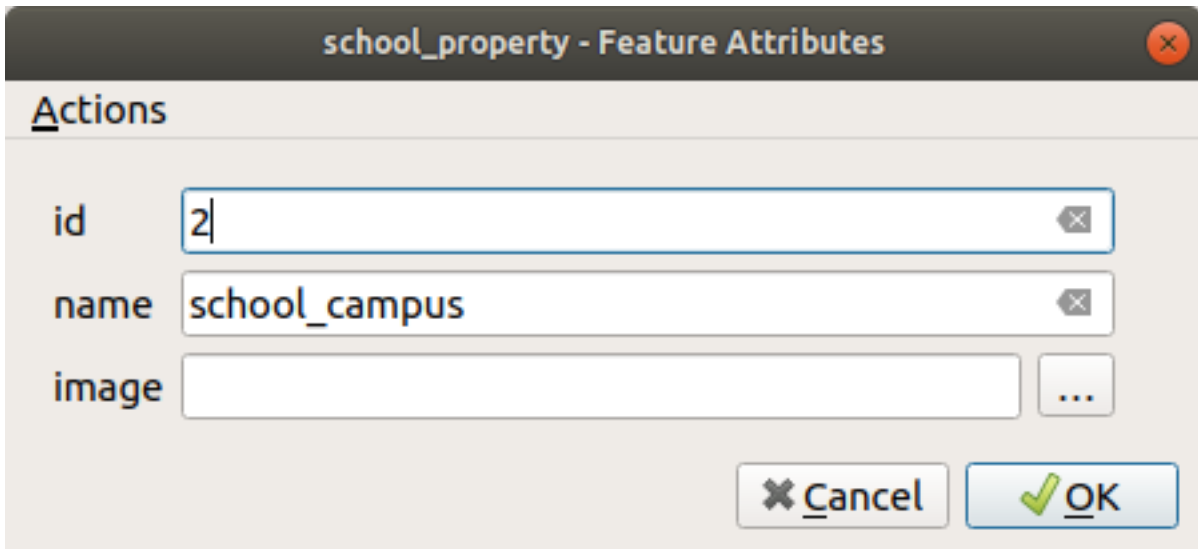 school_property - Feature Attributes
Actions
id 2
name school_campus
image ...
Cancel OK